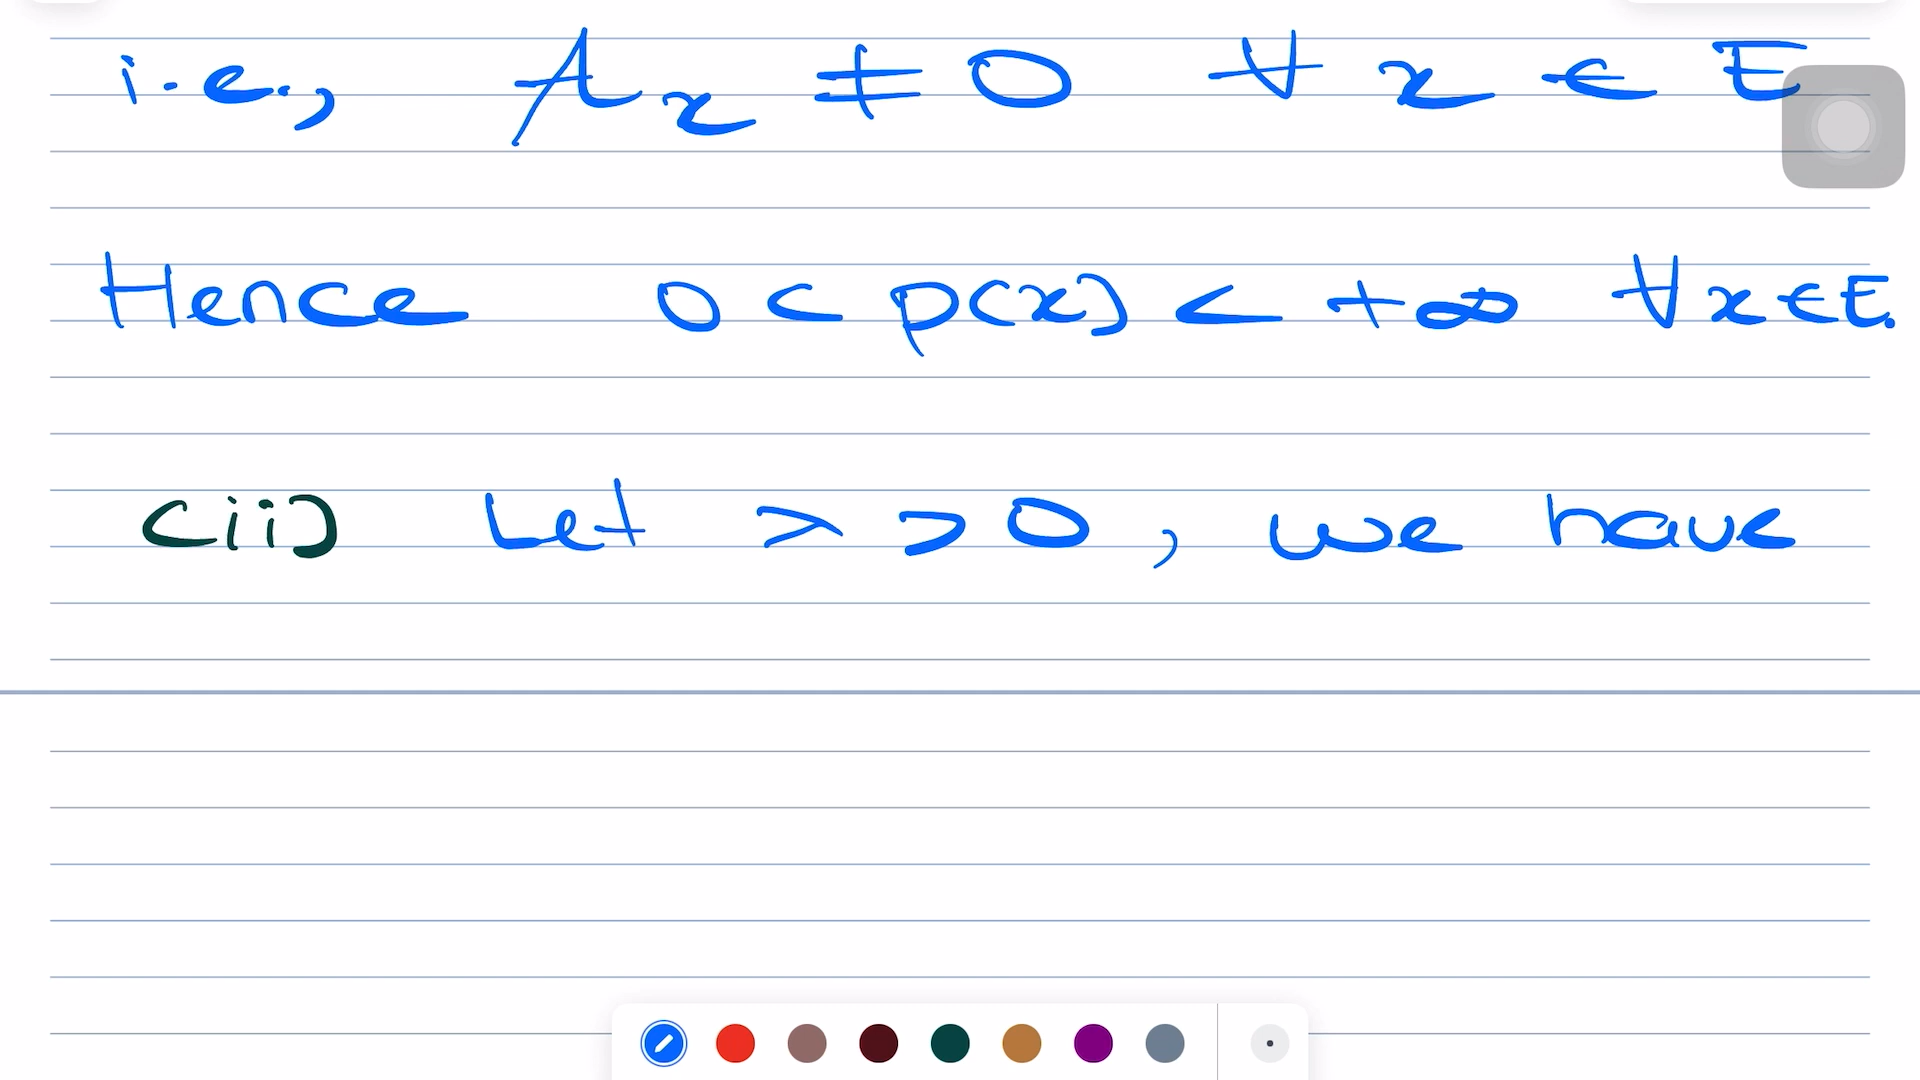 i.e., A_x ≠ 0 ∀ x ∈ E
Hence 0 < p(x) < +∞ ∀ x ∈ E.
(ii) Let λ > 0, we have